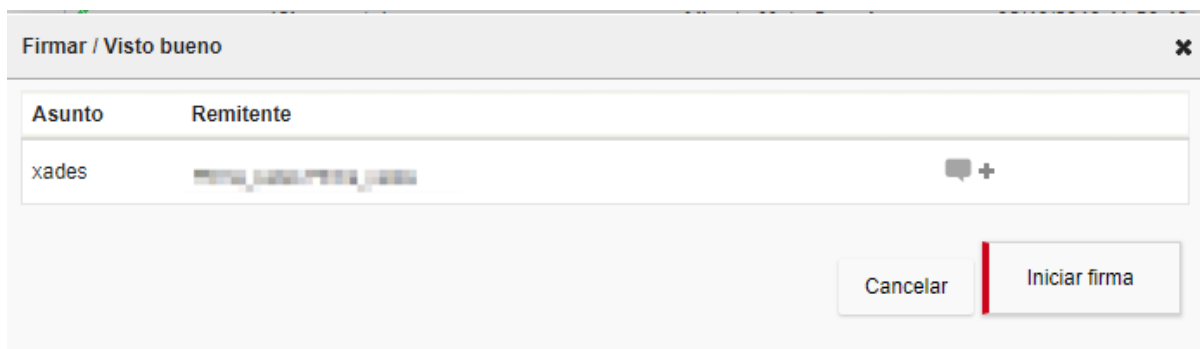 Firmar / Visto bueno
Asunto Remitente
xades
Cancelar Iniciar firma